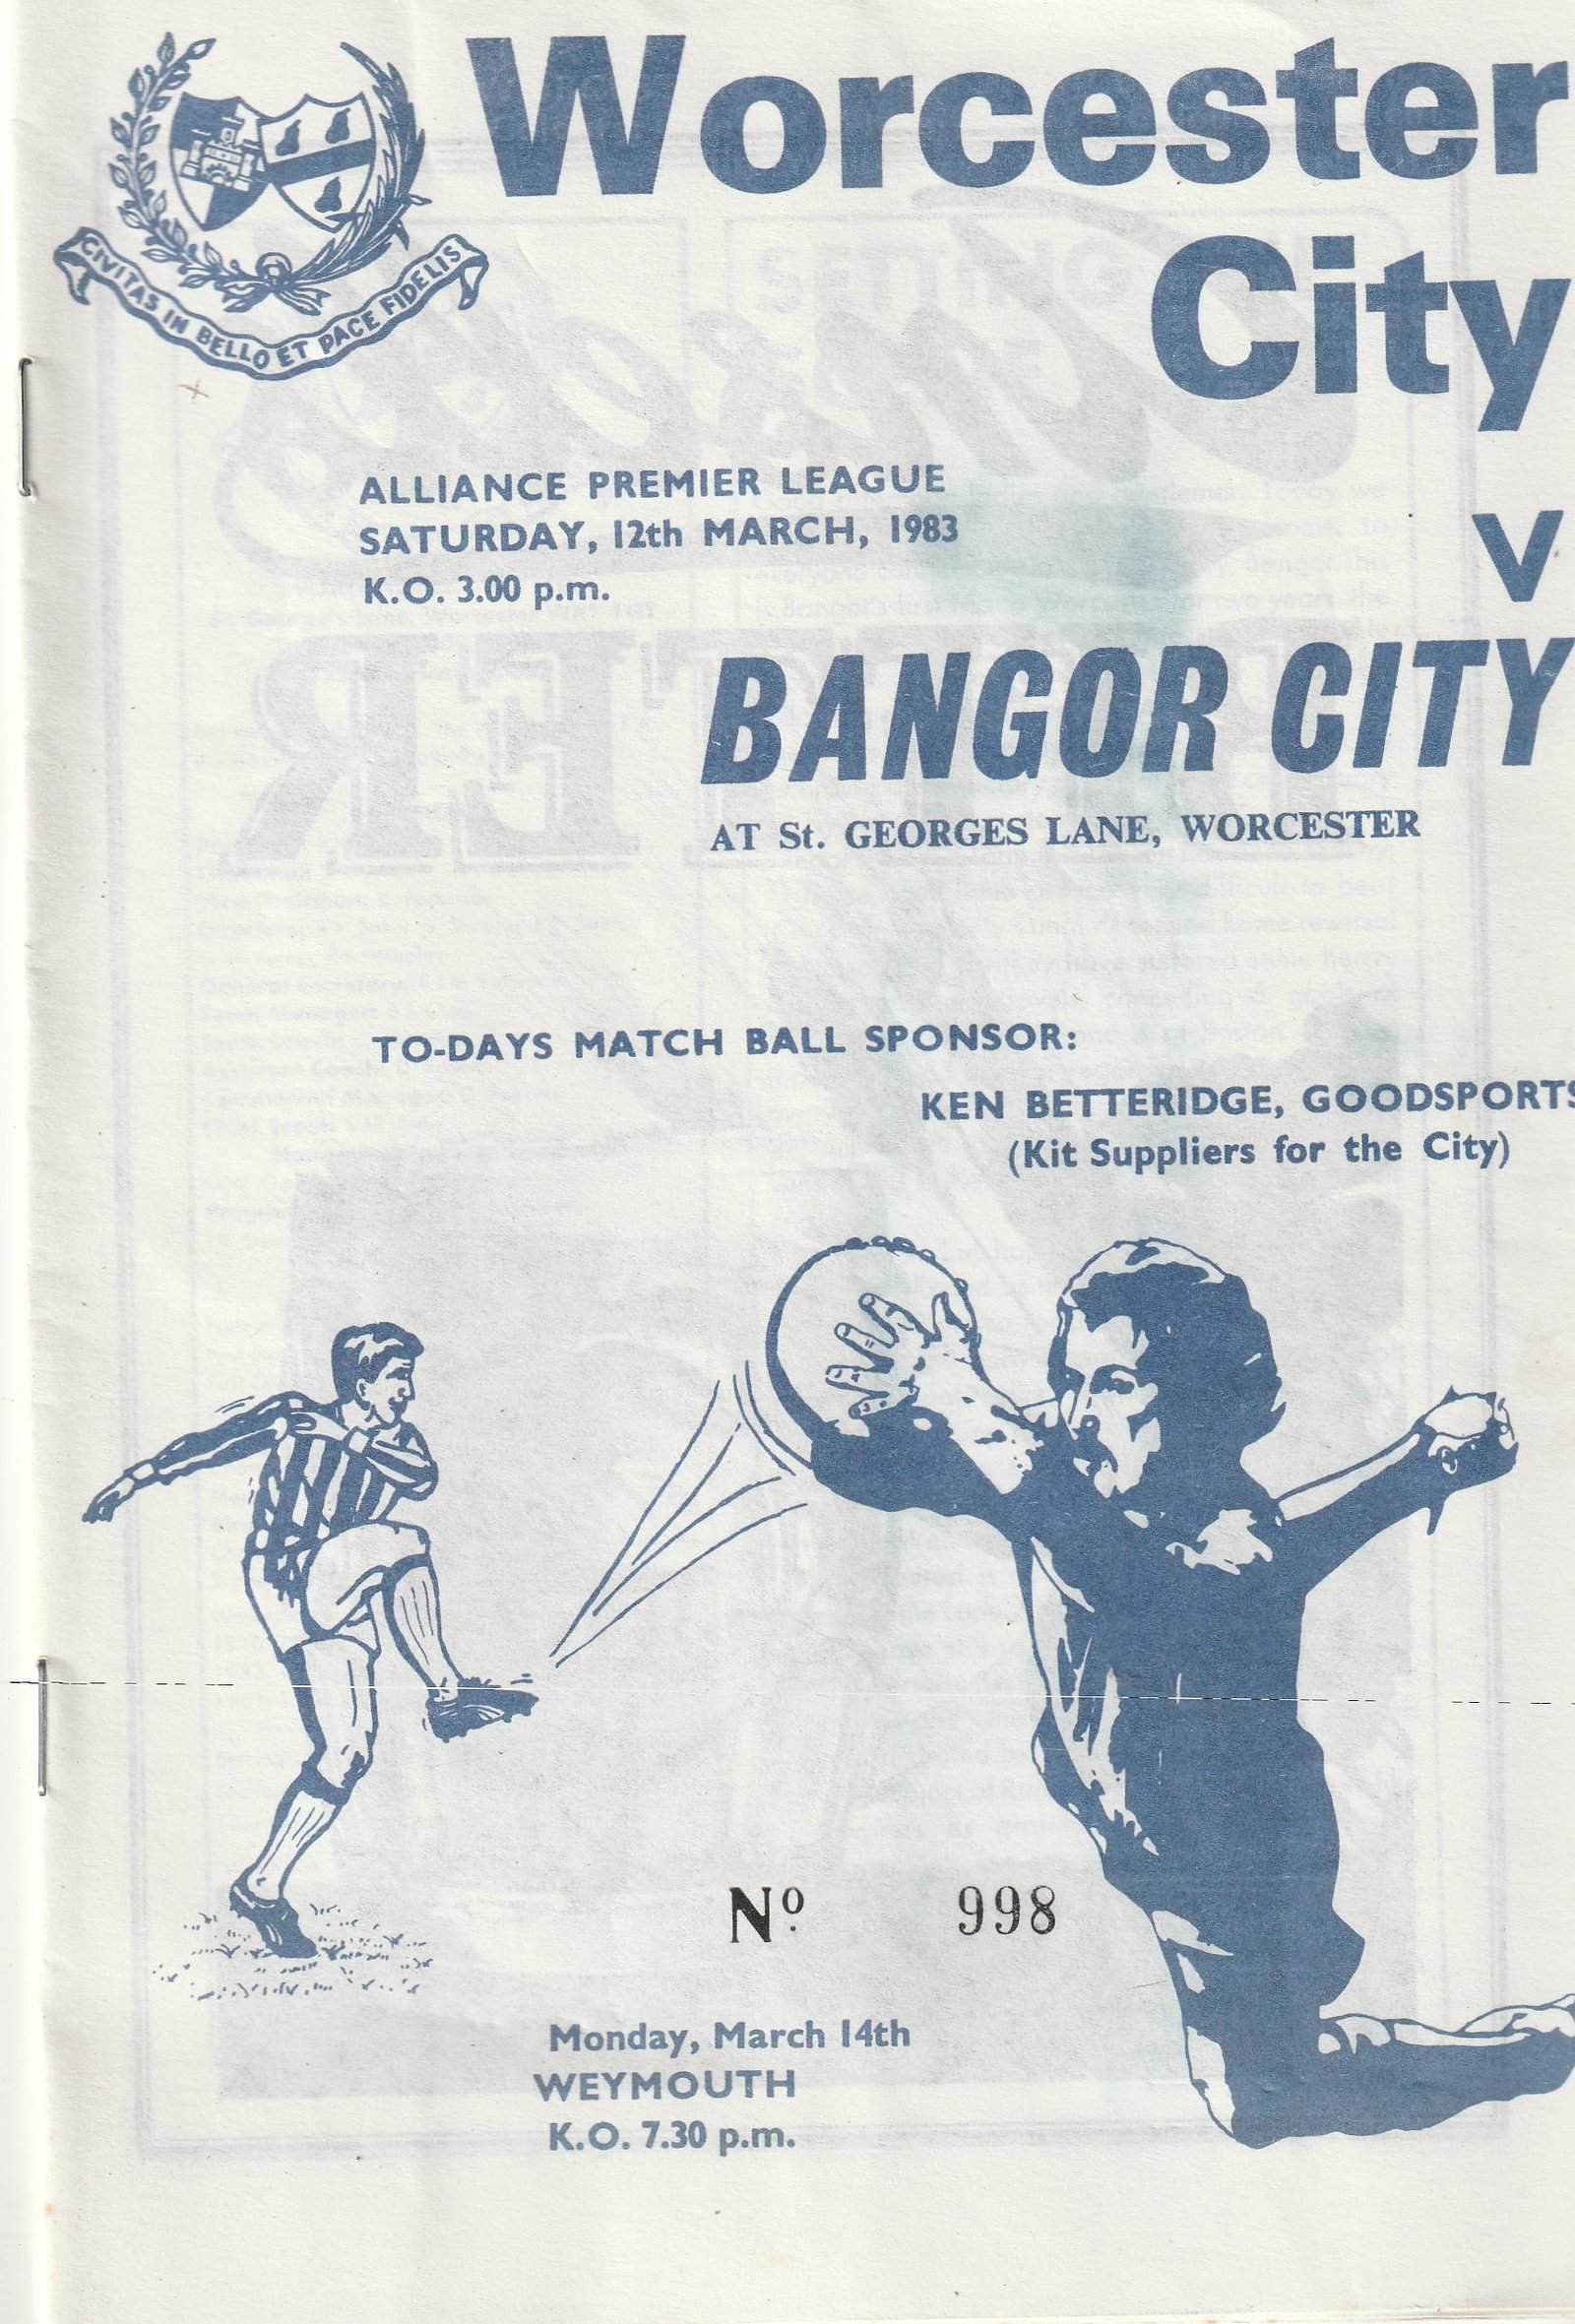 Worcester
City
CIVITAS IN BELLO ET PACE FIDELIS
ALLIANCE PREMIER LEAGUE
SATURDAY, 12th MARCH, 1983
K.O. 3.00 p.m.
v
BANGOR CITY
AT St. GEORGES LANE, WORCESTER
TO-DAYS MATCH BALL SPONSOR:
KEN BETTERIDGE, GOODSPORTS
(Kit Suppliers for the City)
Nº 998
Monday, March 14th
WEYMOUTH
K.O. 7.30 p.m.